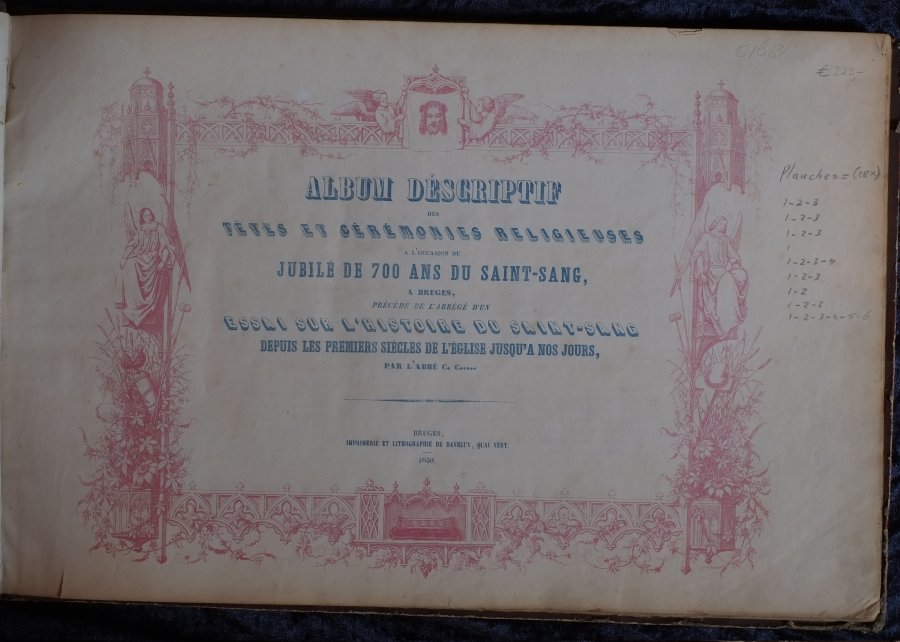 01681
€ 225,-
ALBUM DÉSCRIPTIF
DES
FÊTES ET CÉRÉMONIES RELIGIEUSES
A L'OCCASION DU
JUBILÉ DE 700 ANS DU SAINT-SANG,
A BRUGES,
PRÉCÉDÉ DE L'ABRÉGÉ D'UN
ESSAI SUR L'HISTOIRE DU SAINT-SANG
DEPUIS LES PREMIERS SIÈCLES DE L'ÉGLISE JUSQU'A NOS JOURS,
PAR L'ABBÉ C. C.....
BRUGES,
IMPRIMERIE ET LITHOGRAPHIE DE DAVELUY, QUAI VERT.
1850.
Planches = (28x)
1-2-3
1-2-3
1-2-3
1
1-2-3-4
1-2-3
1-2
1-2-3
1-2-3-4-5-6